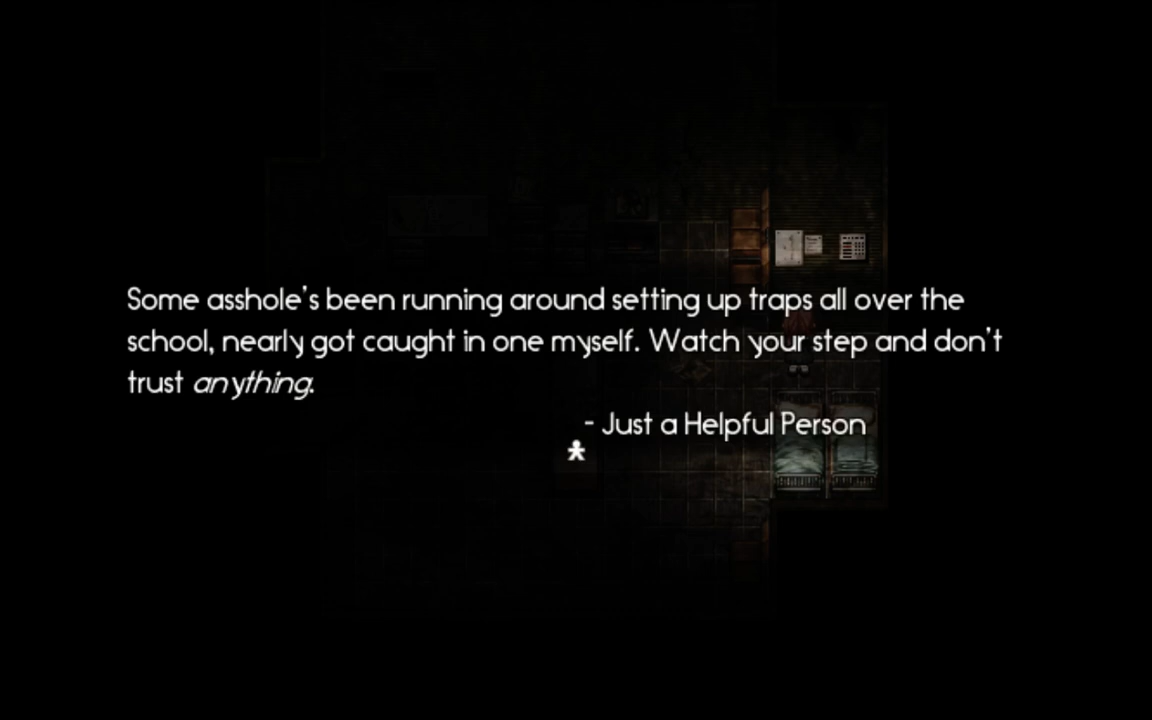 Some asshole's been running around setting up traps all over the
school, nearly got caught in one myself. Watch your step and don't
trust anything.
- Just a Helpful Person